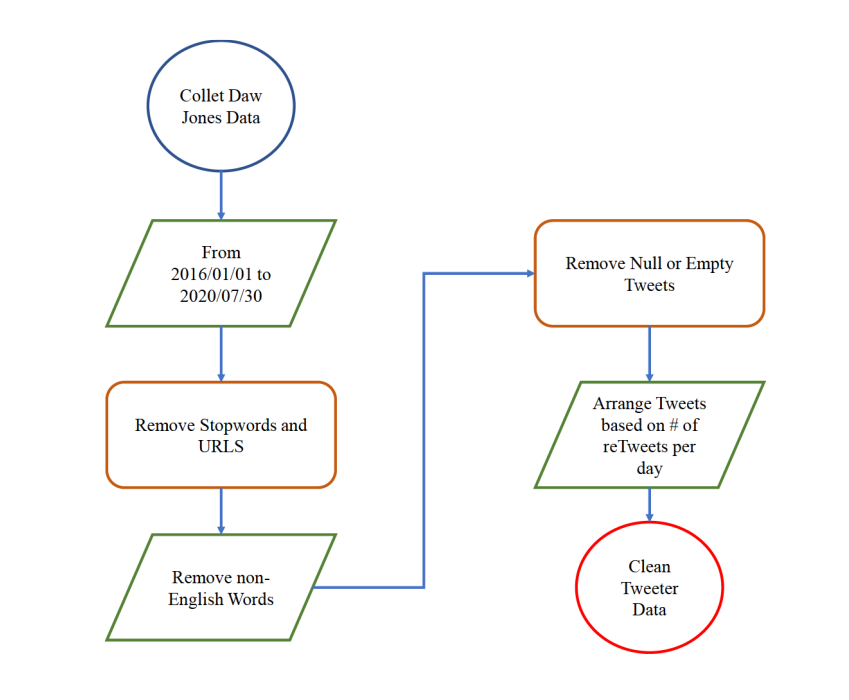 Collet Daw
Jones Data
From
2016/01/01 to
2020/07/30
Remove Stopwords and
URLS
Remove non-
English Words
Remove Null or Empty
Tweets
Arrange Tweets
based on # of
reTweets per
day
Clean
Tweeter
Data